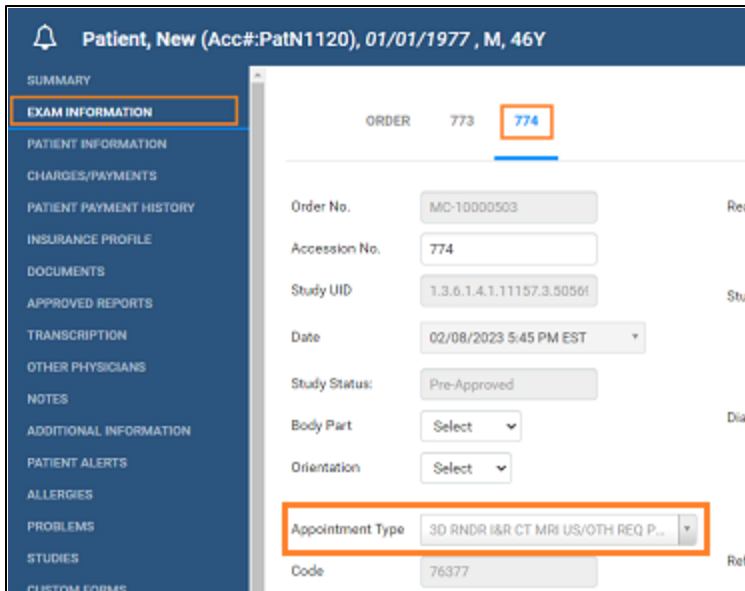 Patient, New (Acc#:PatN1120), 01/01/1977 , M, 46Y
SUMMARY
EXAM INFORMATION
PATIENT INFORMATION
CHARGES/PAYMENTS
PATIENT PAYMENT HISTORY
INSURANCE PROFILE
DOCUMENTS
APPROVED REPORTS
TRANSCRIPTION
OTHER PHYSICIANS
NOTES
ADDITIONAL INFORMATION
PATIENT ALERTS
ALLERGIES
PROBLEMS
STUDIES
CUSTOM FORMS
ORDER 773 774
Order No. MC-10000503
Accession No. 774
Study UID 1.3.6.1.4.1.11157.3.5056
Date 02/08/2023 5:45 PM EST
Study Status: Pre-Approved
Body Part Select
Orientation Select
Appointment Type 3D RNDR I&R CT MRI US/OTH REQ P...
Code 76377